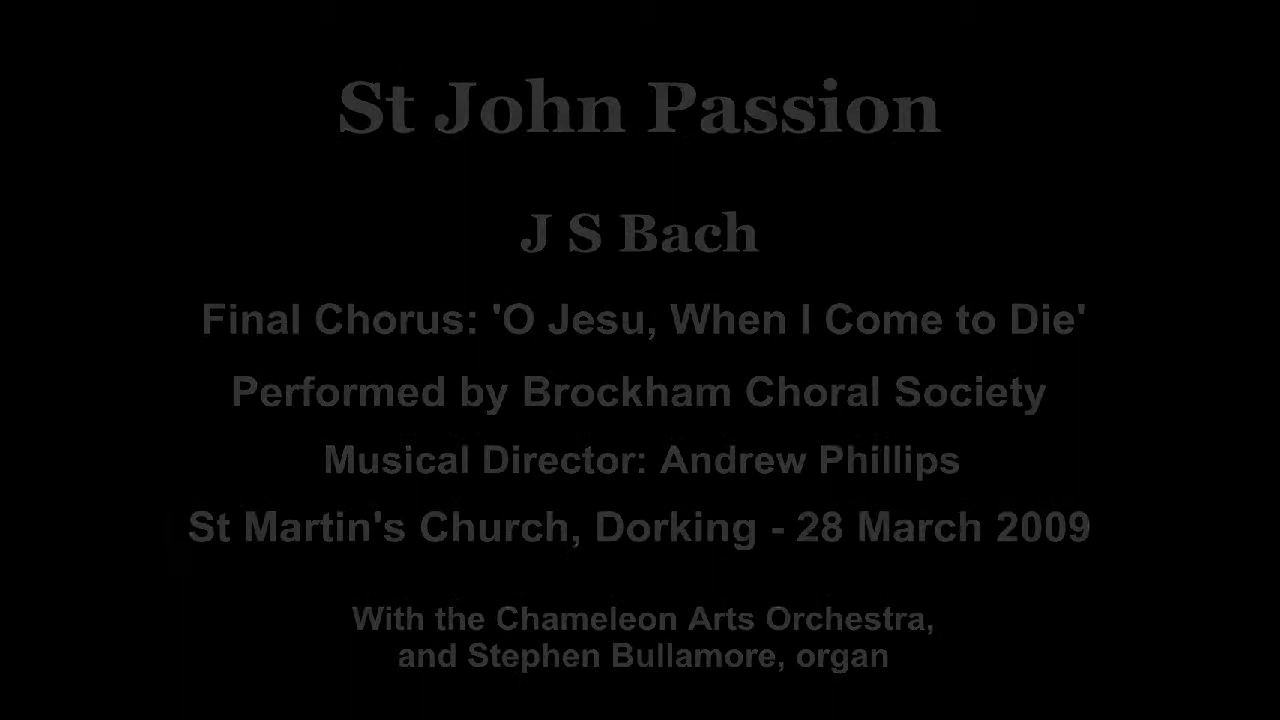 St John Passion
J S Bach
Final Chorus: 'O Jesu, When I Come to Die'
Performed by Brockham Choral Society
Musical Director: Andrew Phillips
St Martin's Church, Dorking - 28 March 2009
With the Chameleon Arts Orchestra,
and Stephen Bullamore, organ